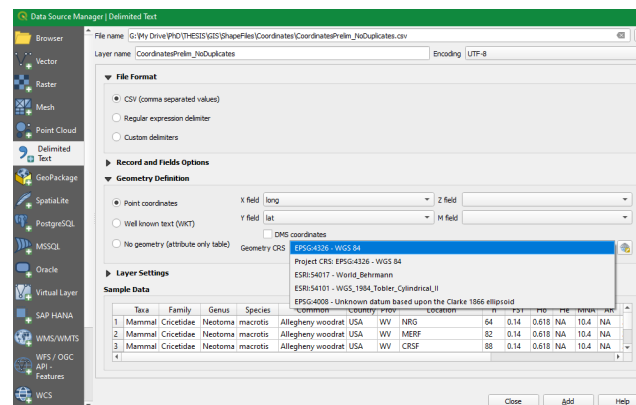 Data Source Manager | Delimited Text
Browser
Vector
Raster
Mesh
Point Cloud
Delimited
Text
GeoPackage
SpatiaLite
PostgreSQL
MSSQL
Oracle
Virtual Layer
SAP HANA
WMS/WMTS
WFS / OGC
API -
Features
WCS
File name G:\My Drive\PhD\THESIS\GIS\ShapeFiles\Coordinates\CoordinatesPrelim_NoDuplicates.csv
Layer name CoordinatesPrelim_NoDuplicates Encoding UTF-8
File Format
CSV (comma separated values)
Regular expression delimiter
Custom delimiters
Record and Fields Options
Geometry Definition
Point coordinates X field long Z field
Well known text (WKT) Y field lat M field
DMS coordinates
No geometry (attribute only table) Geometry CRS EPSG:4326 - WGS 84
Project CRS: EPSG:4326 - WGS 84
ESRI:54017 - World_Behrmann
ESRI:54101 - WGS_1984_Tobler_Cylindrical_II
EPSG:4008 - Unknown datum based upon the Clarke 1866 ellipsoid
Layer Settings
Sample Data
Taxa Family Genus Species Common Country Prov Location n FST Ho He MNA AR
1 Mammal Cricetidae Neotoma macrotis Allegheny woodrat USA WV NRG 64 0.14 0.618 NA 10.4 NA
2 Mammal Cricetidae Neotoma macrotis Allegheny woodrat USA WV MERF 82 0.14 0.618 NA 10.4 NA
3 Mammal Cricetidae Neotoma macrotis Allegheny woodrat USA WV CRSF 88 0.14 0.618 NA 10.4 NA
Close Add Help